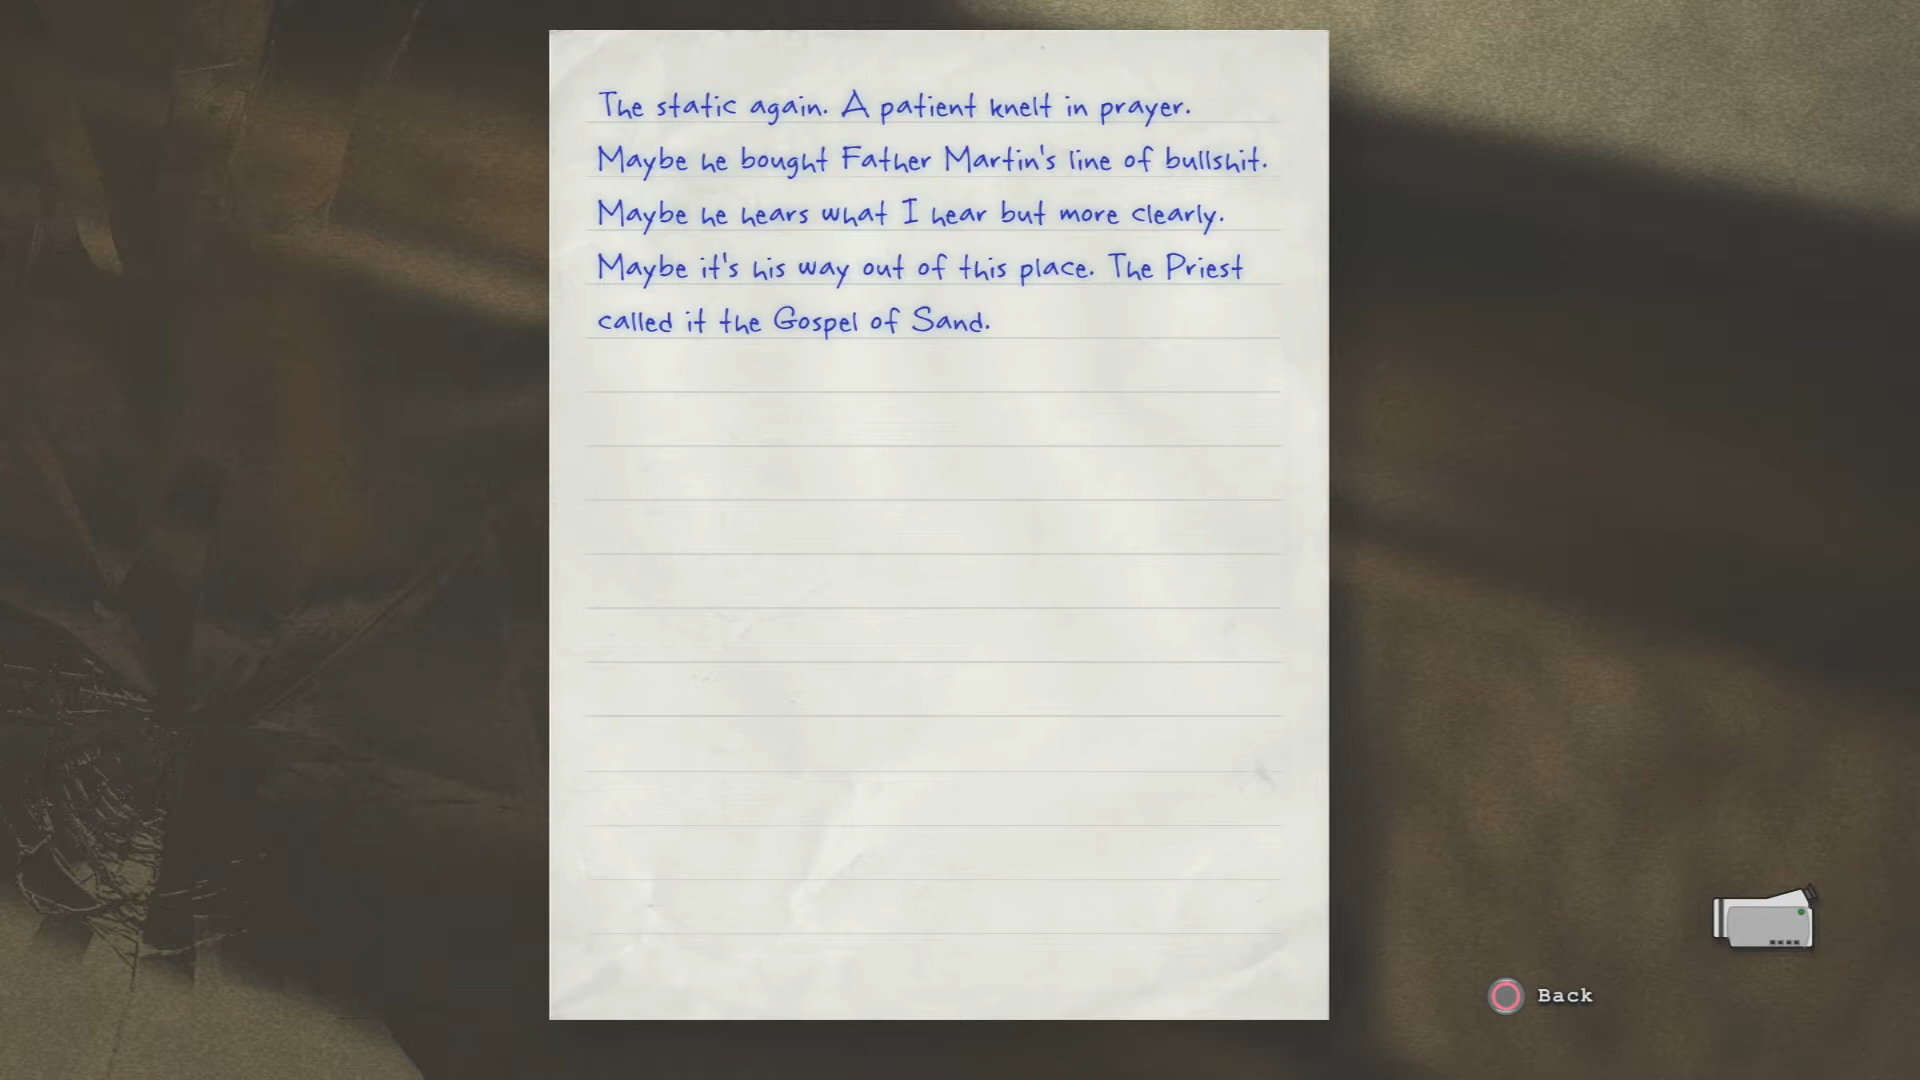 The static again. A patient knelt in prayer.
Maybe he bought Father Martin's line of bullshit.
Maybe he hears what I hear but more clearly.
Maybe it's his way out of this place. The Priest
called it the Gospel of Sand.
Back